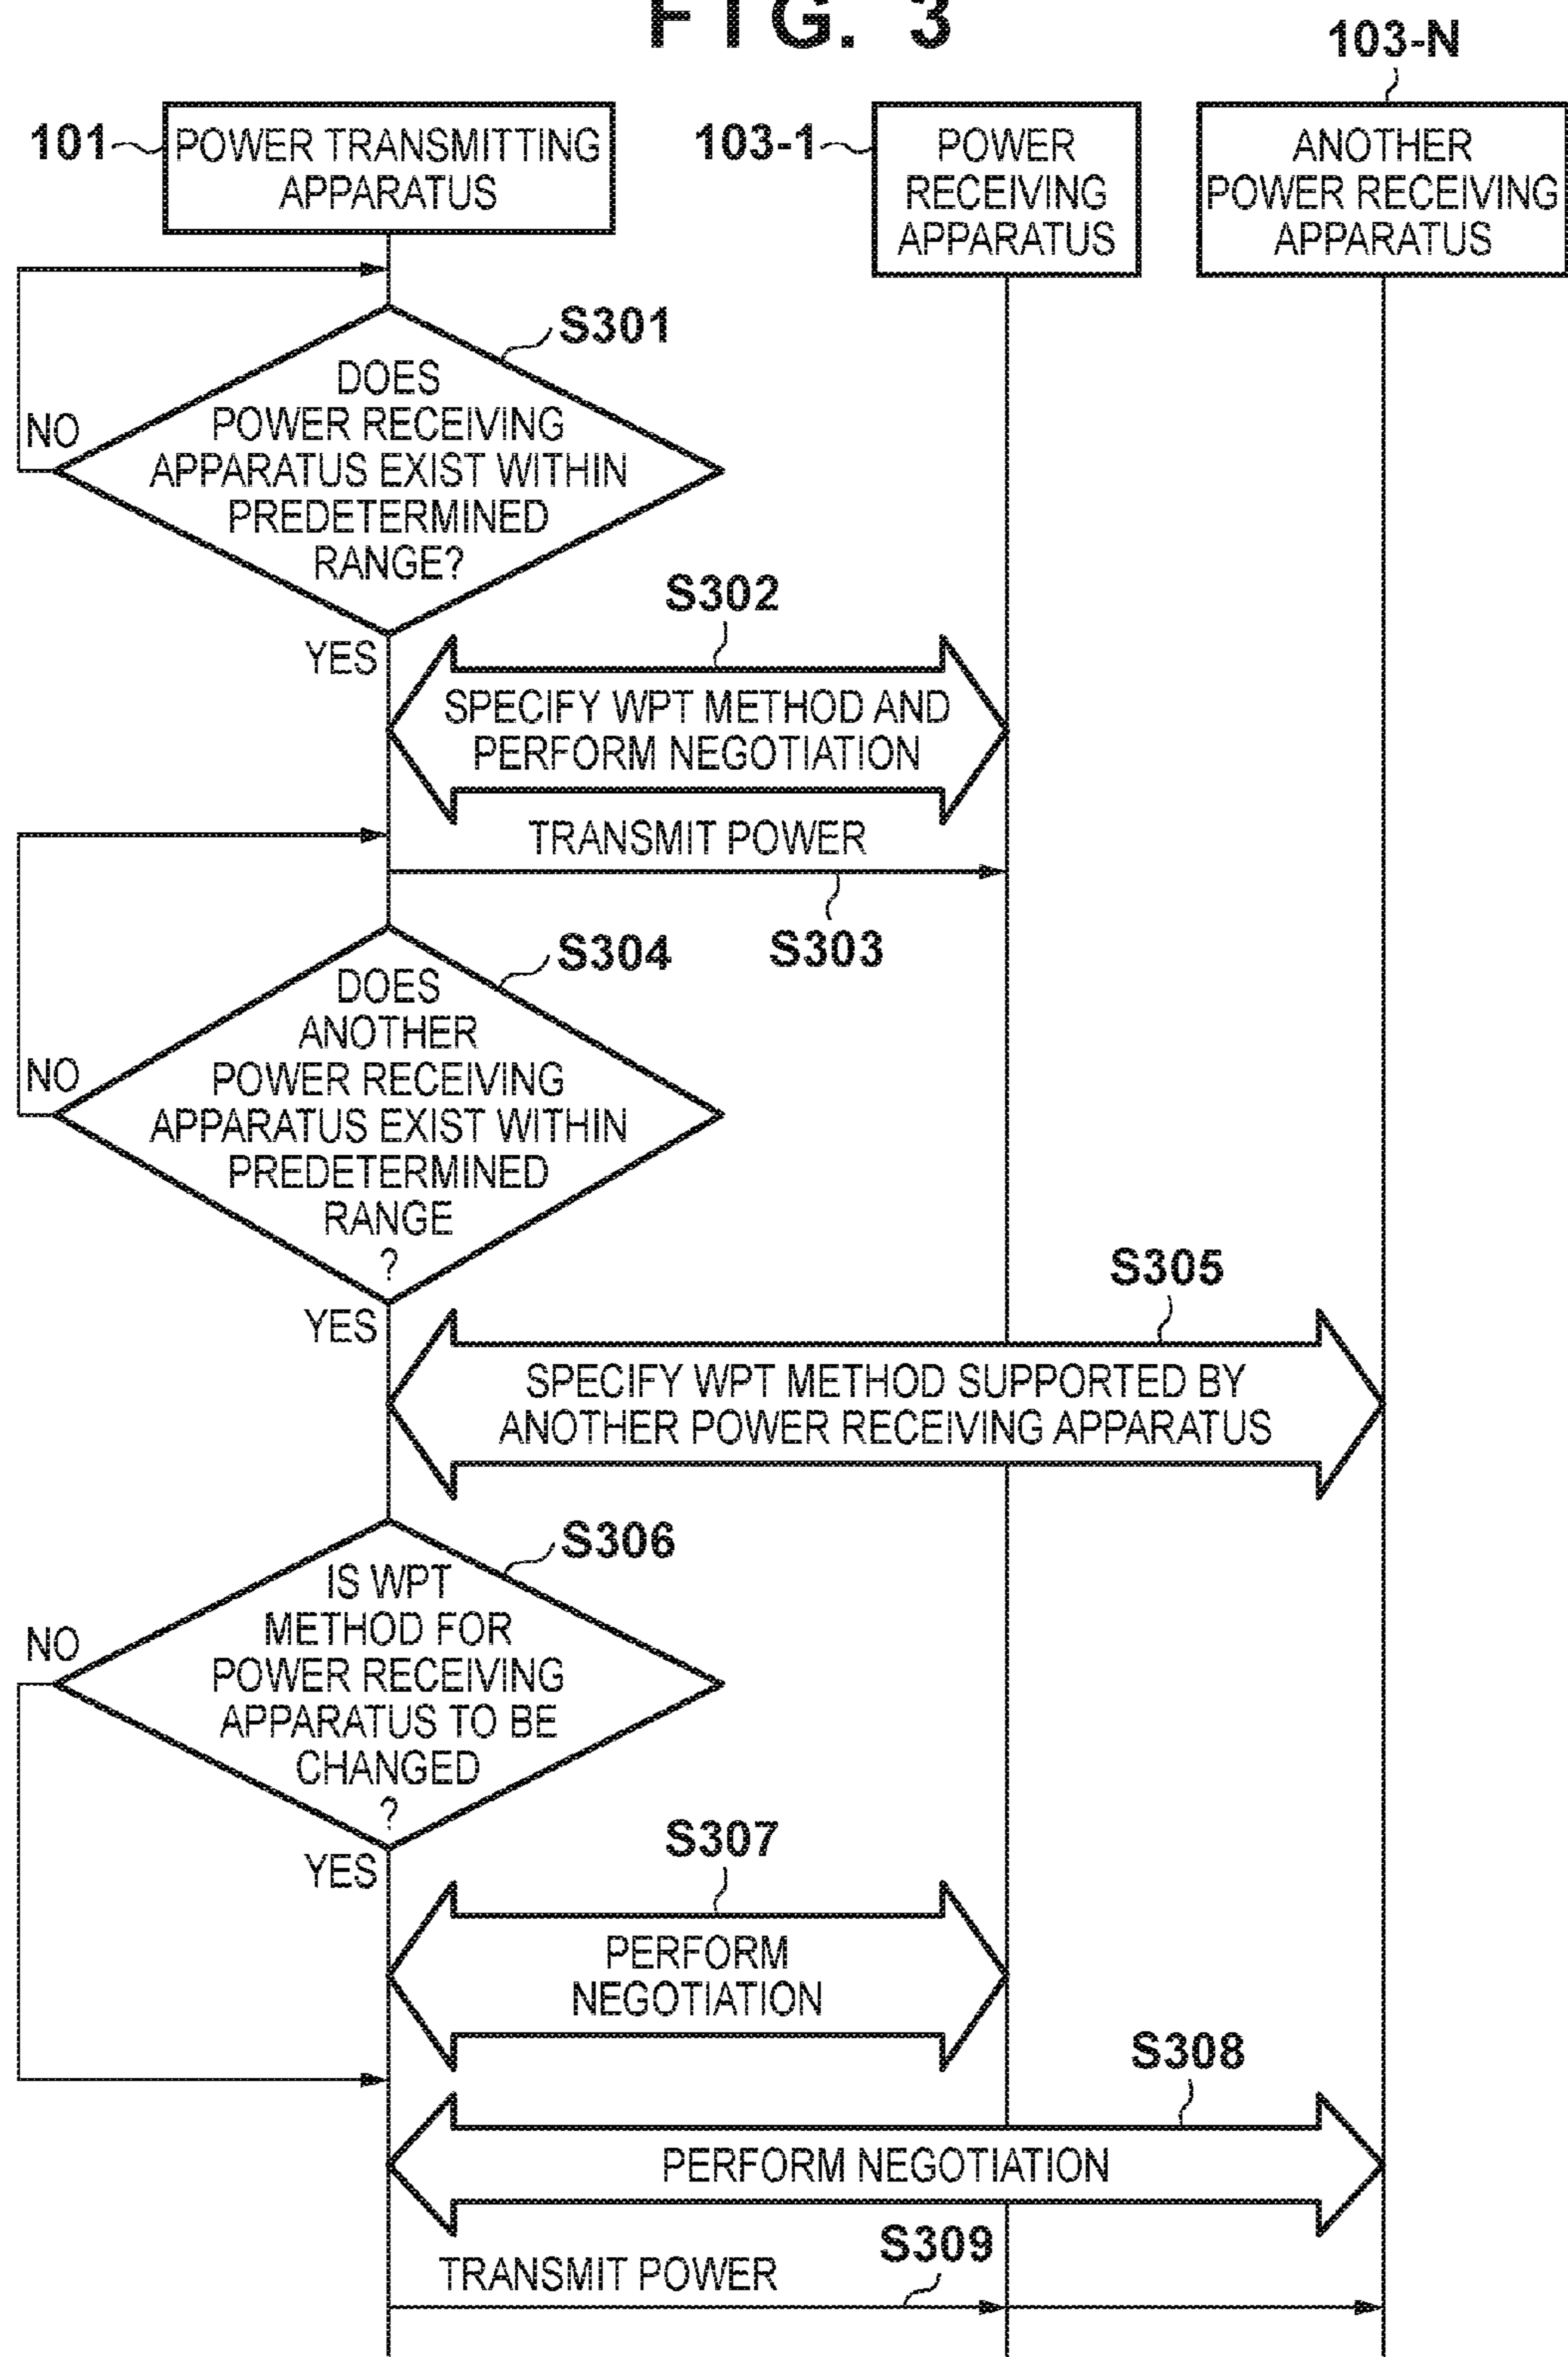 FIG. 3
103-N
101
POWER TRANSMITTING
APPARATUS
103-1
POWER
RECEIVING
APPARATUS
ANOTHER
POWER RECEIVING
APPARATUS
S301
DOES
POWER RECEIVING
APPARATUS EXIST WITHIN
PREDETERMINED
RANGE?
NO
YES
S302
SPECIFY WPT METHOD AND
PERFORM NEGOTIATION
TRANSMIT POWER
S303
S304
DOES
ANOTHER
POWER RECEIVING
APPARATUS EXIST WITHIN
PREDETERMINED
RANGE
?
NO
YES
S305
SPECIFY WPT METHOD SUPPORTED BY
ANOTHER POWER RECEIVING APPARATUS
S306
IS WPT
METHOD FOR
POWER RECEIVING
APPARATUS TO BE
CHANGED
?
NO
YES
S307
PERFORM
NEGOTIATION
S308
PERFORM NEGOTIATION
S309
TRANSMIT POWER